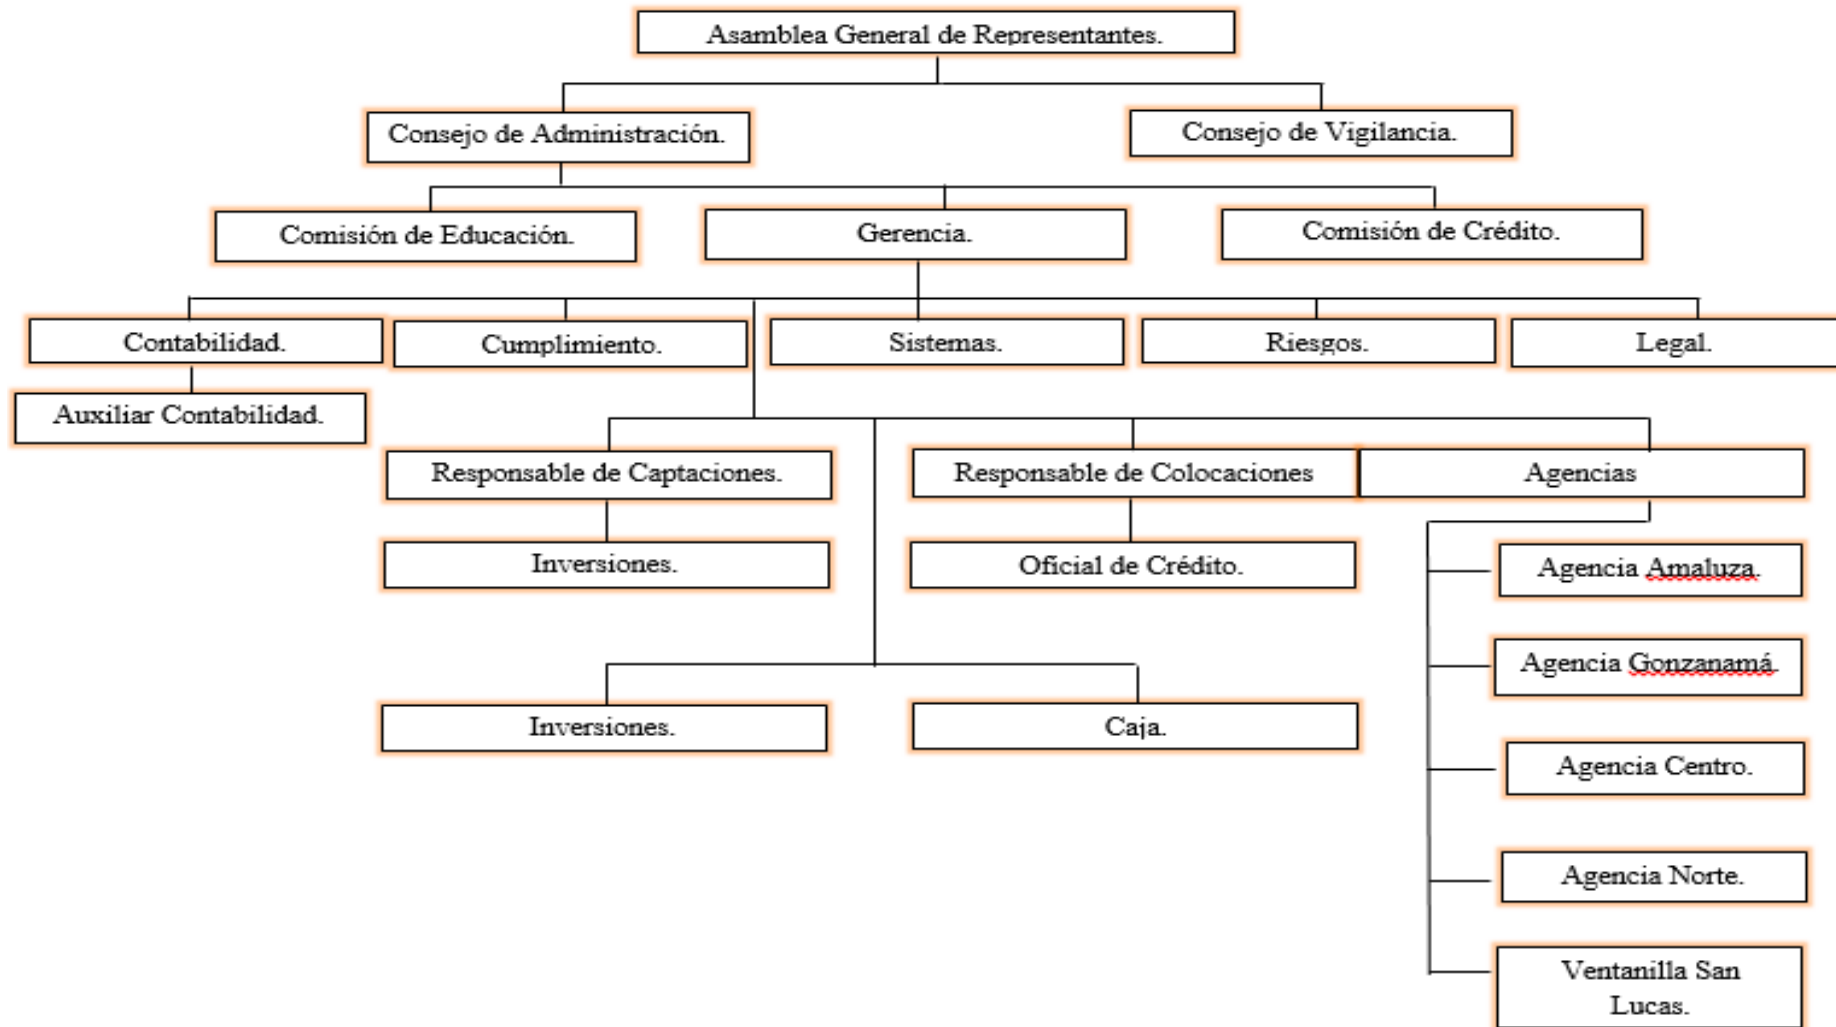 Asamblea General de Representantes.
Consejo de Administración.
Consejo de Vigilancia.
Comisión de Educación.
Gerencia.
Comisión de Crédito.
Contabilidad.
Cumplimiento.
Sistemas.
Riesgos.
Legal.
Auxiliar Contabilidad.
Responsable de Captaciones.
Responsable de Colocaciones
Agencias
Inversiones.
Oficial de Crédito.
Agencia Amaluza.
Agencia Gonzanamá.
Inversiones.
Caja.
Agencia Centro.
Agencia Norte.
Ventanilla San
Lucas.